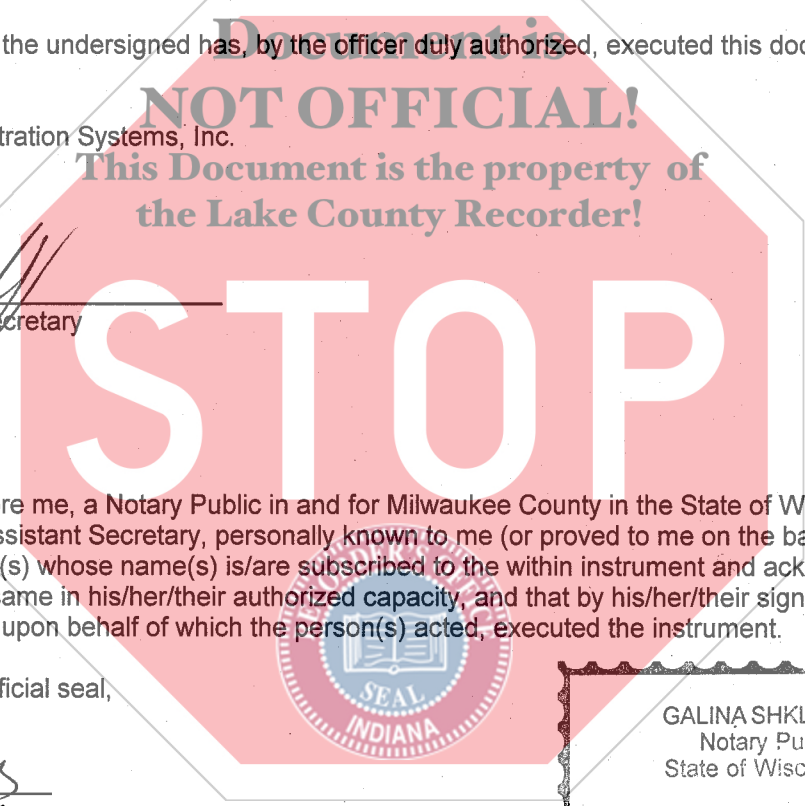 Document is
the undersigned has, by the officer duly authorized, executed this doc
NOT OFFICIAL!
tration Systems, Inc.
This Document is the property of
the Lake County Recorder!
cretary
STOP
re me, a Notary Public in and for Milwaukee County in the State of W
ssistant Secretary, personally known to me (or proved to me on the ba
(s) whose name(s) is/are subscribed to the within instrument and ack
same in his/her/their authorized capacity, and that by his/her/their sign
upon behalf of which the person(s) acted, executed the instrument.
SEAL
INDIANA
ficial seal,
GALINA SHKL
Notary Pu
State of Wisc